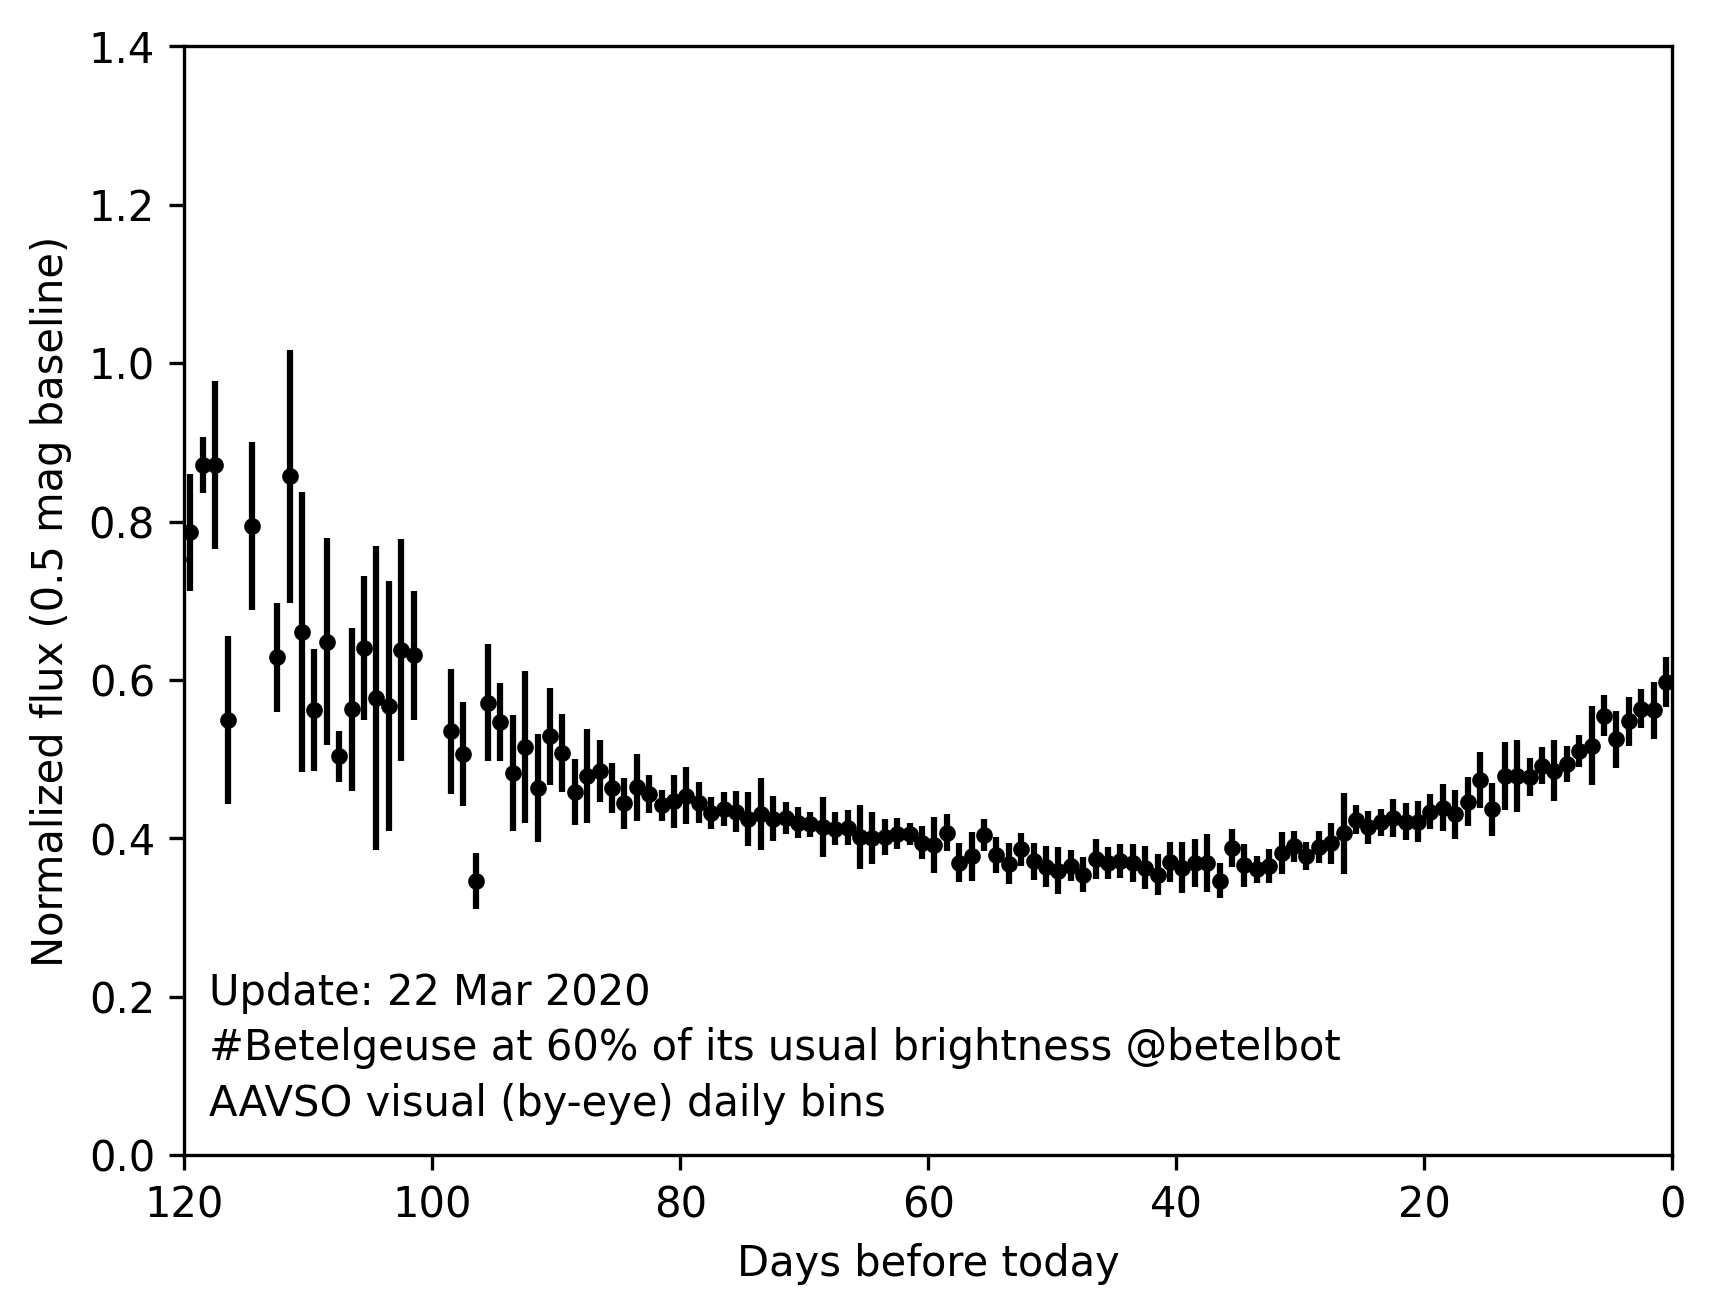 1.4
1.2
1.0
0.8
0.6
0.4
0.2
0.0
Normalized flux (0.5 mag baseline)
Update: 22 Mar 2020
#Betelgeuse at 60% of its usual brightness @betelbot
AAVSO visual (by-eye) daily bins
120 100 80 60 40 20 0
Days before today